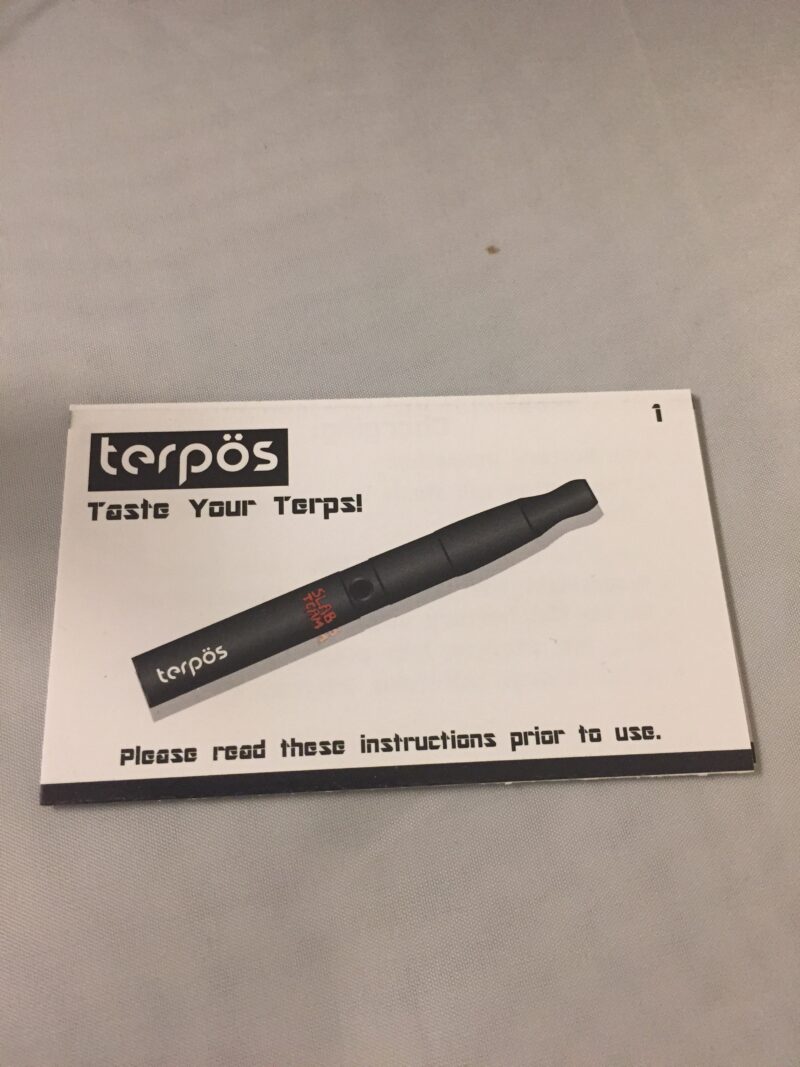 terpös
1
Taste Your Terps!
SLAB
TEAM
terpös
Please read these instructions prior to use.